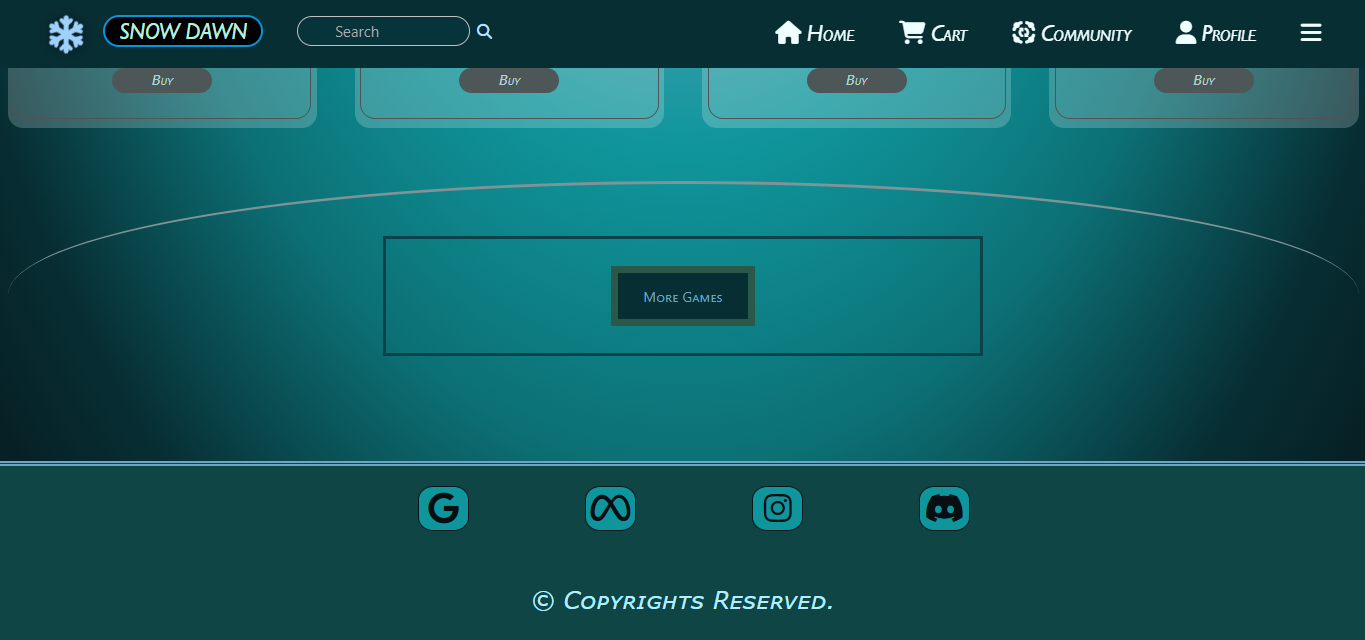 SNOW DAWN
Search
Home
Cart
Community
Profile
Buy
Buy
Buy
Buy
More Games
© Copyrights Reserved.